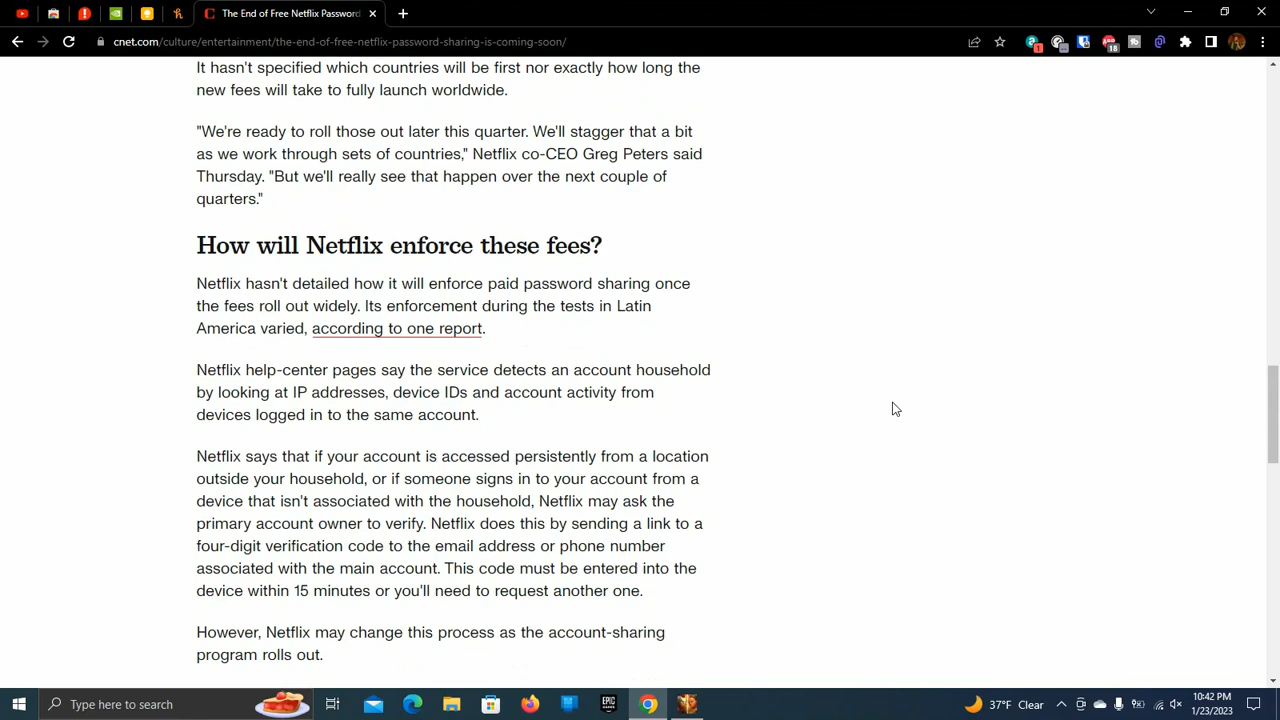 The End of Free Netflix Password
cnet.com/culture/entertainment/the-end-of-free-netflix-password-sharing-is-coming-soon/
1
18
It hasn't specified which countries will be first nor exactly how long the
new fees will take to fully launch worldwide.
"We're ready to roll those out later this quarter. We'll stagger that a bit
as we work through sets of countries," Netflix co-CEO Greg Peters said
Thursday. "But we'll really see that happen over the next couple of
quarters."
How will Netflix enforce these fees?
Netflix hasn't detailed how it will enforce paid password sharing once
the fees roll out widely. Its enforcement during the tests in Latin
America varied, according to one report.
Netflix help-center pages say the service detects an account household
by looking at IP addresses, device IDs and account activity from
devices logged in to the same account.
Netflix says that if your account is accessed persistently from a location
outside your household, or if someone signs in to your account from a
device that isn't associated with the household, Netflix may ask the
primary account owner to verify. Netflix does this by sending a link to a
four-digit verification code to the email address or phone number
associated with the main account. This code must be entered into the
device within 15 minutes or you'll need to request another one.
However, Netflix may change this process as the account-sharing
program rolls out.
Type here to search
EPIC
37°F Clear
10:42 PM
1/23/2023